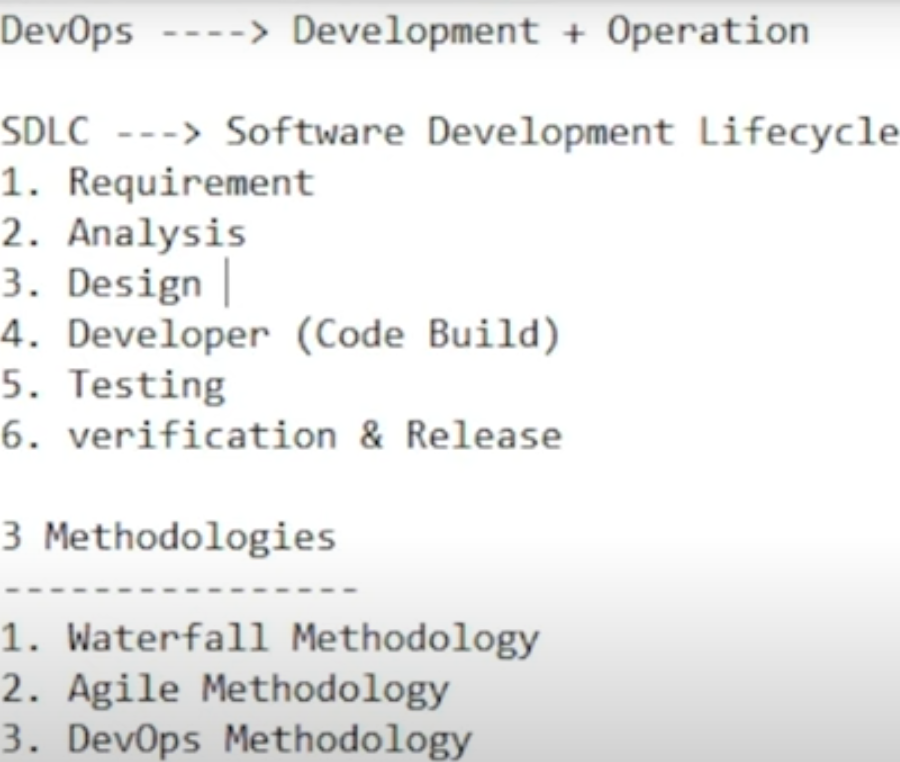 DevOps ----> Development + Operation
SDLC ---> Software Development Lifecycle
1. Requirement
2. Analysis
3. Design
4. Developer (Code Build)
5. Testing
6. verification & Release
3 Methodologies
----------------
1. Waterfall Methodology
2. Agile Methodology
3. DevOps Methodology